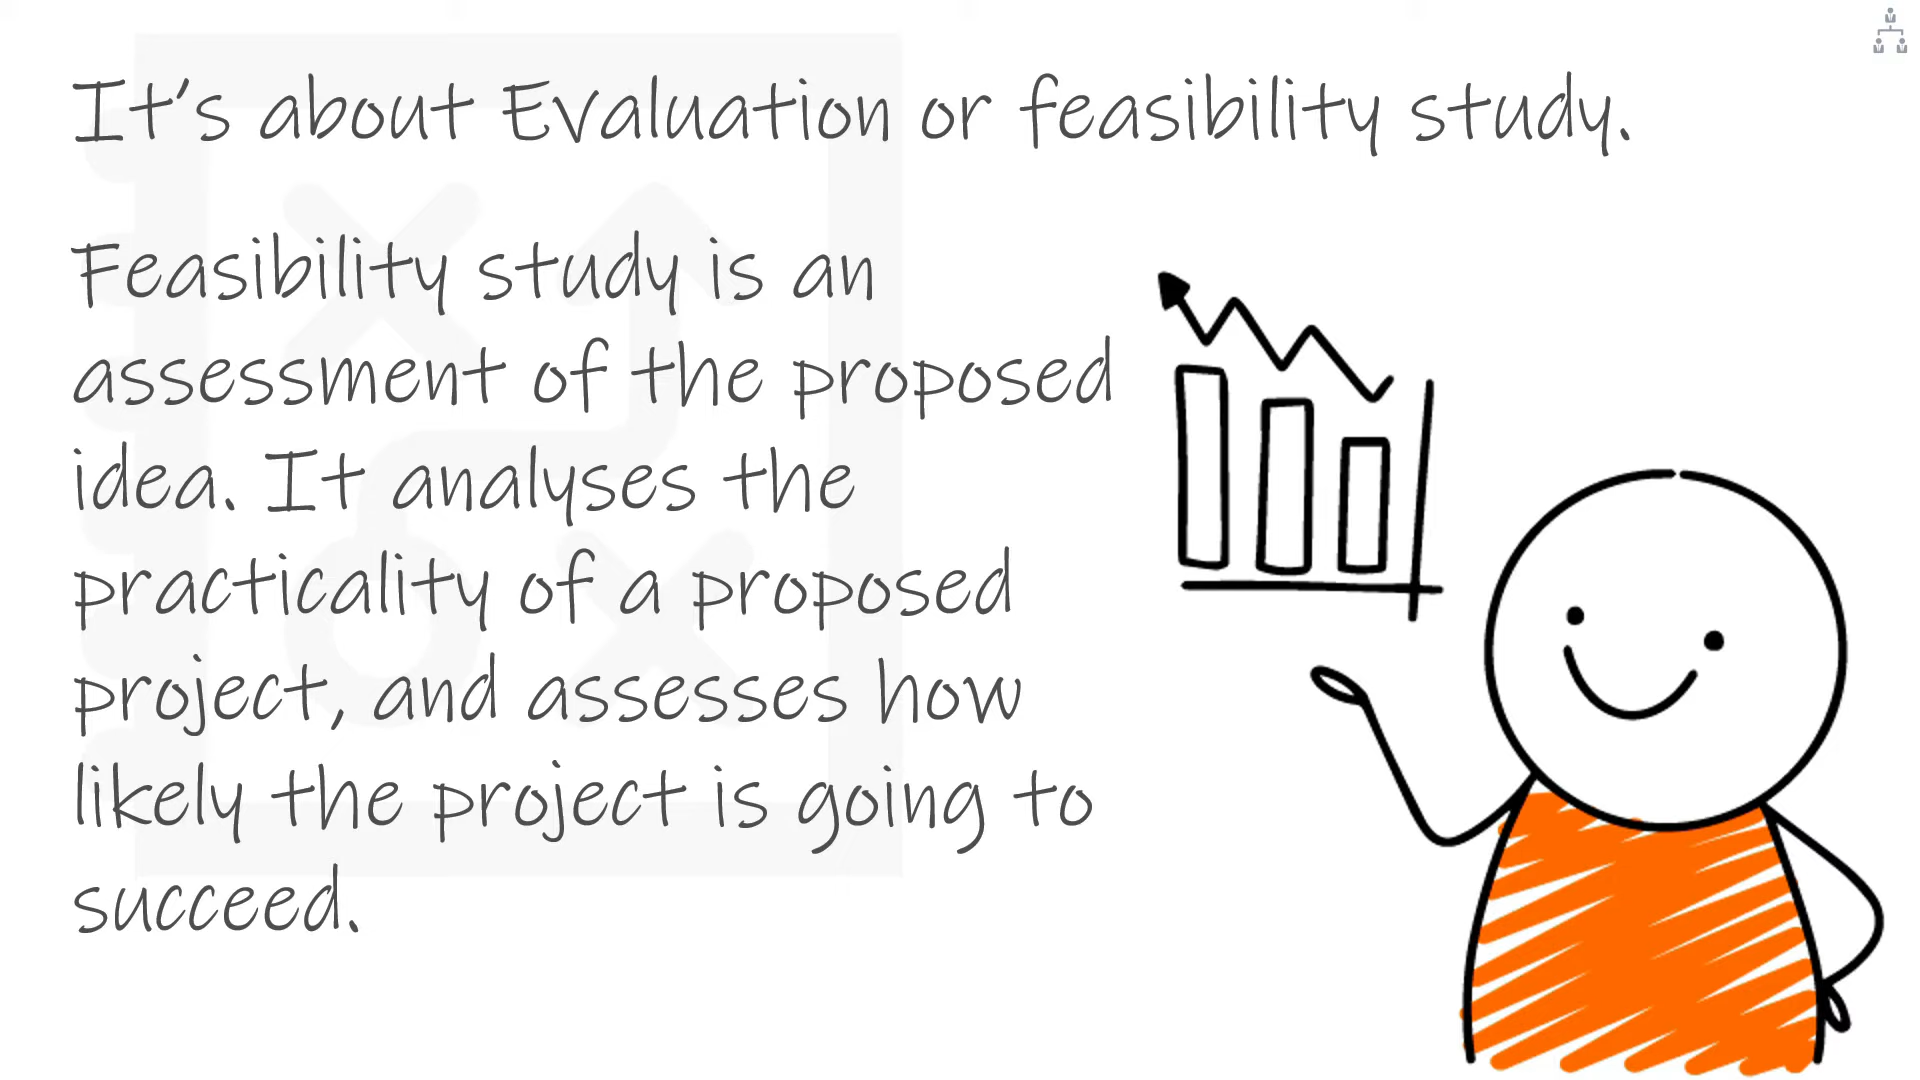 It's about Evaluation or feasibility study.
Feasibility study is an
assessment of the proposed
idea. It analyses the
practicality of a proposed
project, and assesses how
likely the project is going to
succeed.